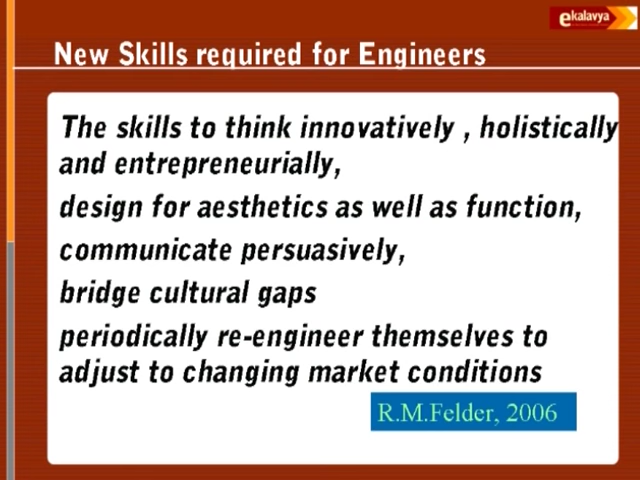 ekalavya
New Skills required for Engineers
The skills to think innovatively , holistically
and entrepreneurially,
design for aesthetics as well as function,
communicate persuasively,
bridge cultural gaps
periodically re-engineer themselves to
adjust to changing market conditions
R.M.Felder, 2006